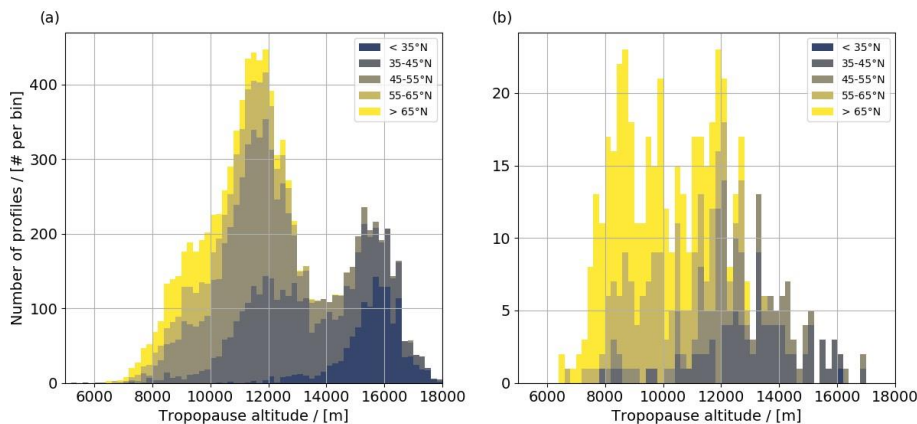 (a)
(b)
Number of profiles / [# per bin]
400
300
200
100
0
< 35°N
35-45°N
45-55°N
55-65°N
> 65°N
6000 8000 10000 12000 14000 16000 18000
Tropopause altitude / [m]
20
15
10
5
0
< 35°N
35-45°N
45-55°N
55-65°N
> 65°N
6000 8000 10000 12000 14000 16000 18000
Tropopause altitude / [m]